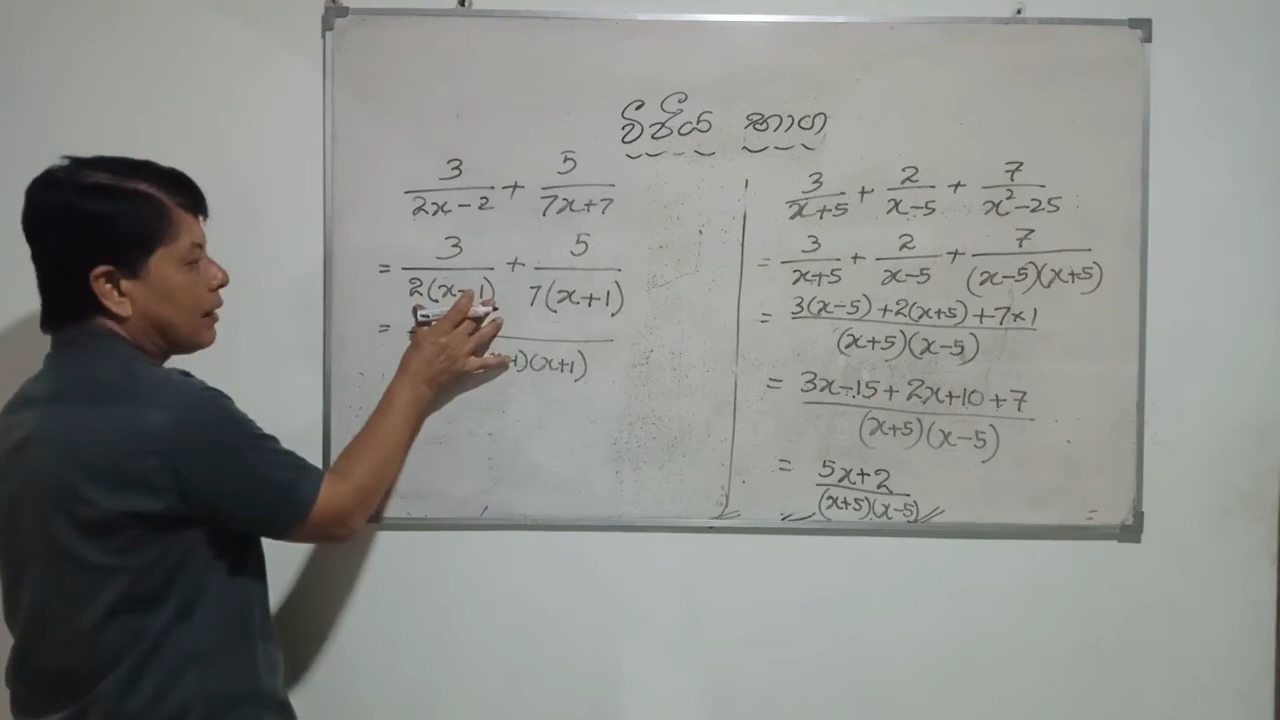 වීජීය භාග
3/(2x-2) + 5/(7x+7)
= 3/(2(x-1)) + 5/(7(x+1))
= (x+1)
3/(x+5) + 2/(x-5) + 7/(x²-25)
= 3/(x+5) + 2/(x-5) + 7/((x-5)(x+5))
= (3(x-5)+2(x+5)+7×1)/((x+5)(x-5))
= (3x-15+2x+10+7)/((x+5)(x-5))
= (5x+2)/((x+5)(x-5))